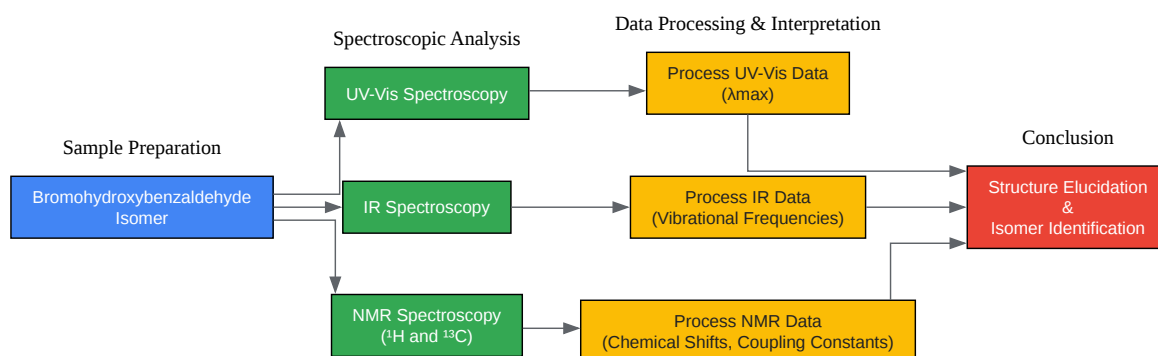 Sample Preparation
Bromohydroxybenzaldehyde
Isomer
Spectroscopic Analysis
UV-Vis Spectroscopy
IR Spectroscopy
NMR Spectroscopy
(¹H and ¹³C)
Data Processing & Interpretation
Process UV-Vis Data
(λmax)
Process IR Data
(Vibrational Frequencies)
Process NMR Data
(Chemical Shifts, Coupling Constants)
Conclusion
Structure Elucidation
&
Isomer Identification